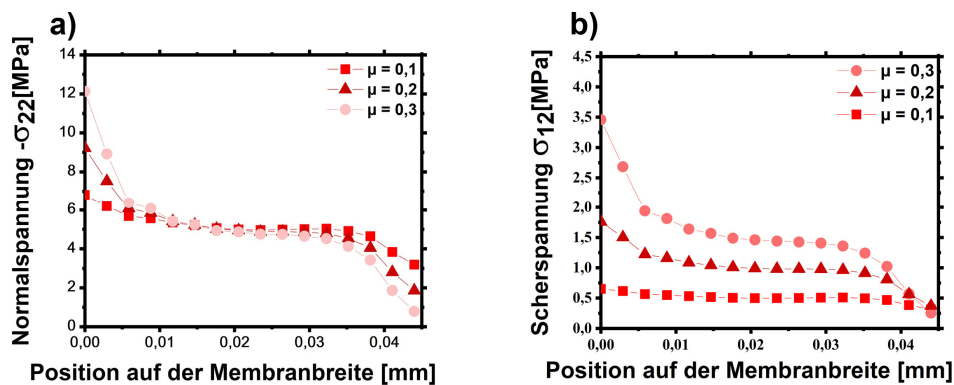 a)
Normalspannung -σ22[MPa]
14
12
10
8
6
4
2
0
μ = 0,1
μ = 0,2
μ = 0,3
0,00 0,01 0,02 0,03 0,04
Position auf der Membranbreite [mm]
b)
Scherspannung σ12[MPa]
4,5
4,0
3,5
3,0
2,5
2,0
1,5
1,0
0,5
0,0
μ = 0,3
μ = 0,2
μ = 0,1
0,00 0,01 0,02 0,03 0,04
Position auf der Membranbreite [mm]